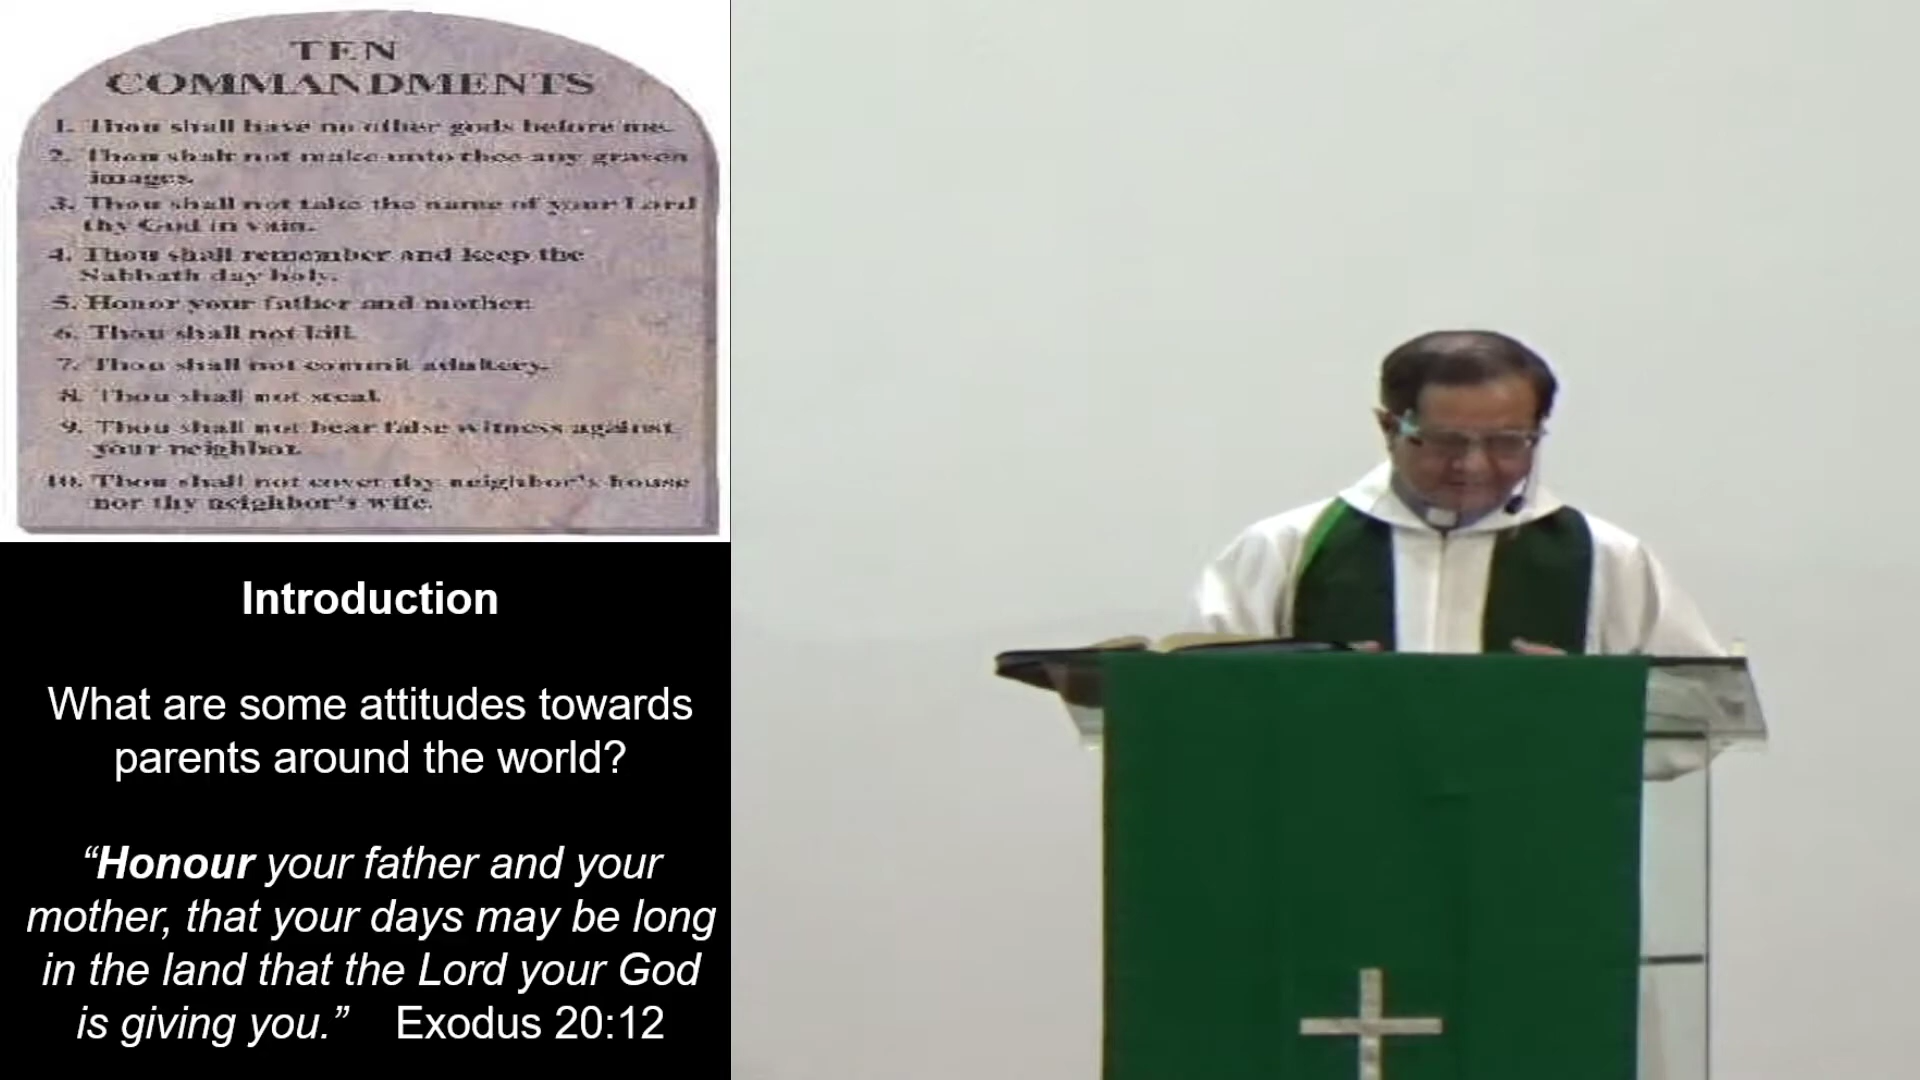 TEN
COMMANDMENTS
1. Thou shall have no other gods before me.
2. Thou shalt not make unto thee any graven
images.
3. Thou shall not take the name of your Lord
thy God in vain.
4. Thou shall remember and keep the
Sabbath day holy.
5. Honor your father and mother.
6. Thou shall not kill.
7. Thou shall not commit adultery.
8. Thou shall not steal.
9. Thou shall not bear false witness against
your neighbor.
10. Thou shall not covet thy neighbor's house
nor thy neighbor's wife.
Introduction
What are some attitudes towards
parents around the world?
“Honour your father and your
mother, that your days may be long
in the land that the Lord your God
is giving you.” Exodus 20:12